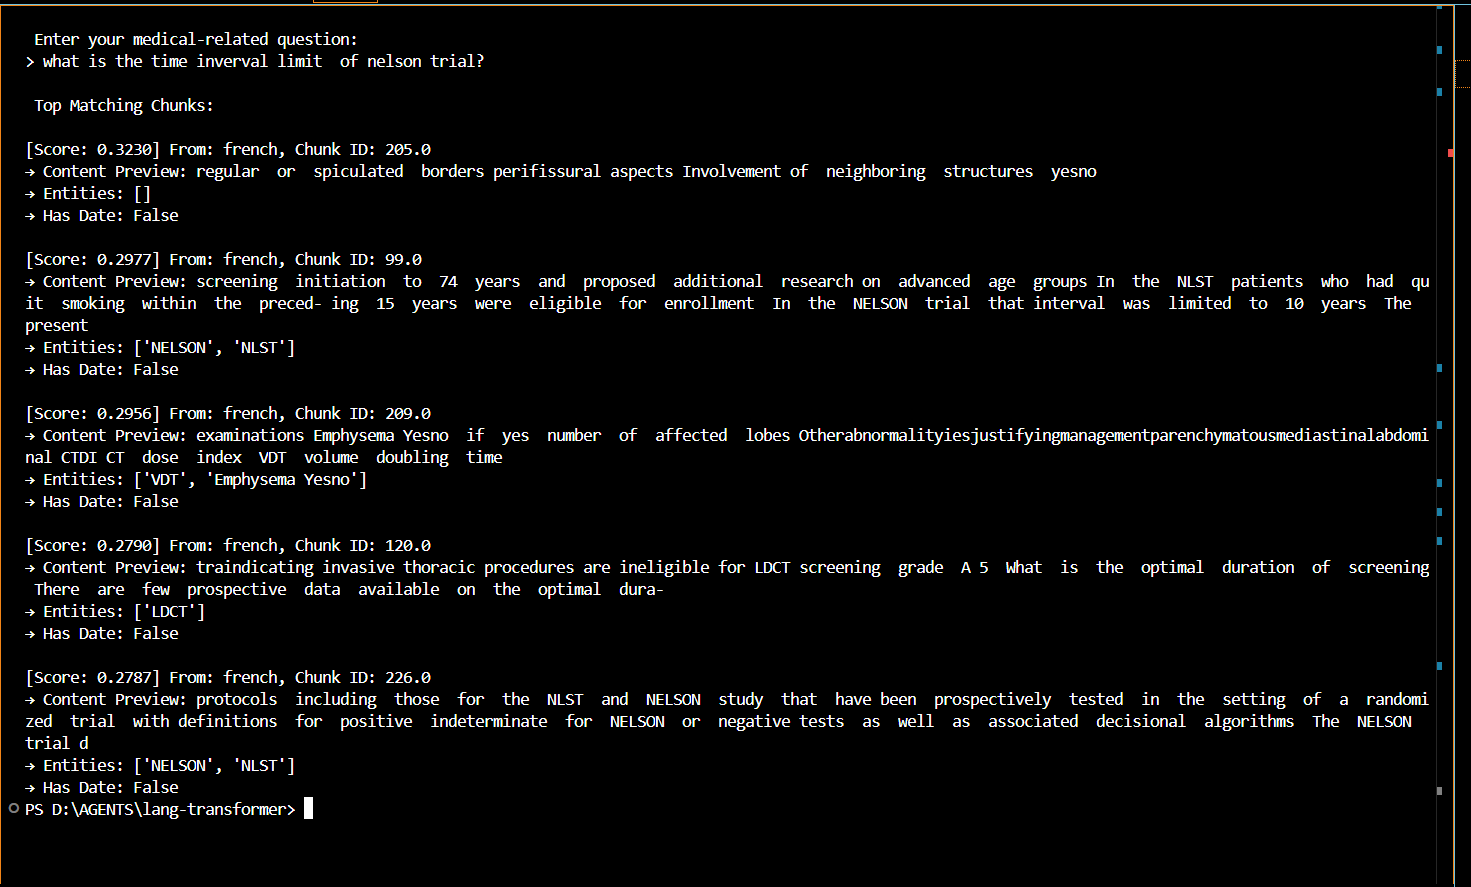 Enter your medical-related question:
> what is the time inverval limit  of nelson trial?
Top Matching Chunks:
[Score: 0.3230] From: french, Chunk ID: 205.0
→ Content Preview: regular  or  spiculated  borders perifissural aspects Involvement of  neighboring  structures  yesno
→ Entities: []
→ Has Date: False
[Score: 0.2977] From: french, Chunk ID: 99.0
→ Content Preview: screening  initiation  to  74  years  and  proposed  additional  research on  advanced  age  groups In  the  NLST  patients  who  had  qu
it  smoking  within  the  preced- ing  15  years  were  eligible  for  enrollment  In  the  NELSON  trial  that interval  was  limited  to  10  years  The
present
→ Entities: ['NELSON', 'NLST']
→ Has Date: False
[Score: 0.2956] From: french, Chunk ID: 209.0
→ Content Preview: examinations Emphysema Yesno  if  yes  number  of  affected  lobes Otherabnormalityiesjustifyingmanagementparenchymatousmediastinalabdomi
nal CTDI CT  dose  index  VDT  volume  doubling  time
→ Entities: ['VDT', 'Emphysema Yesno']
→ Has Date: False
[Score: 0.2790] From: french, Chunk ID: 120.0
→ Content Preview: traindicating invasive thoracic procedures are ineligible for LDCT screening  grade  A 5  What  is  the  optimal  duration  of  screening
There  are  few  prospective  data  available  on  the  optimal  dura-
→ Entities: ['LDCT']
→ Has Date: False
[Score: 0.2787] From: french, Chunk ID: 226.0
→ Content Preview: protocols  including  those  for  the  NLST  and  NELSON  study  that  have been  prospectively  tested  in  the  setting  of  a  randomi
zed  trial  with definitions  for  positive  indeterminate  for  NELSON  or  negative tests  as  well  as  associated  decisional  algorithms  The  NELSON
trial d
→ Entities: ['NELSON', 'NLST']
→ Has Date: False
PS D:\AGENTS\lang-transformer>